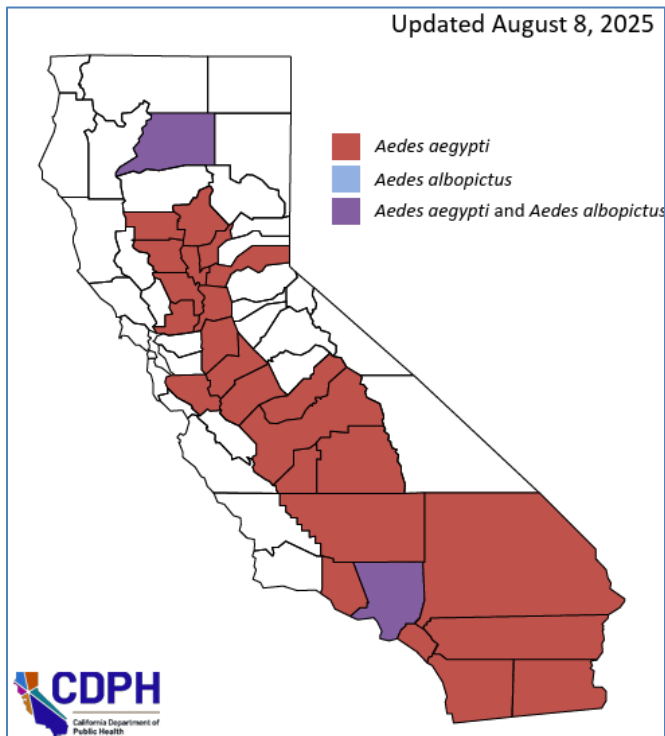 Updated August 8, 2025
Aedes aegypti
Aedes albopictus
Aedes aegypti and Aedes albopictus
CDPH
California Department of
Public Health